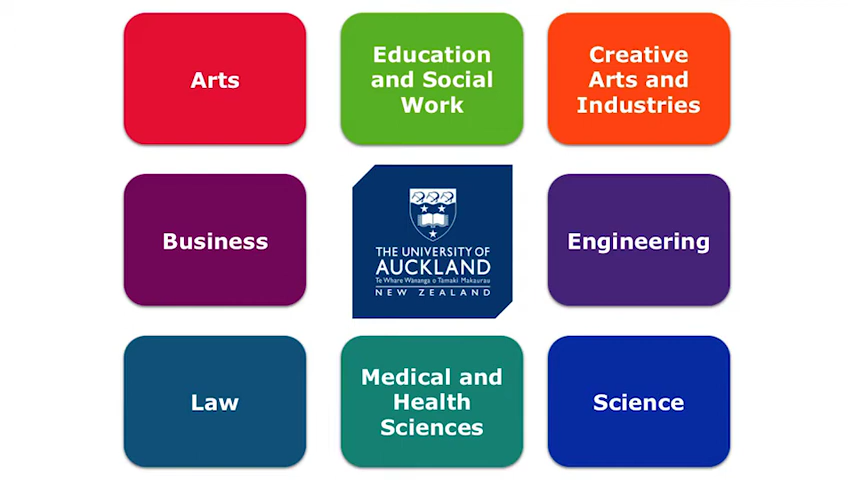 Arts
Education
and Social
Work
Creative
Arts and
Industries
Business
THE UNIVERSITY OF
AUCKLAND
Te Whare Wānanga o Tāmaki Makaurau
NEW ZEALAND
Engineering
Law
Medical and
Health
Sciences
Science